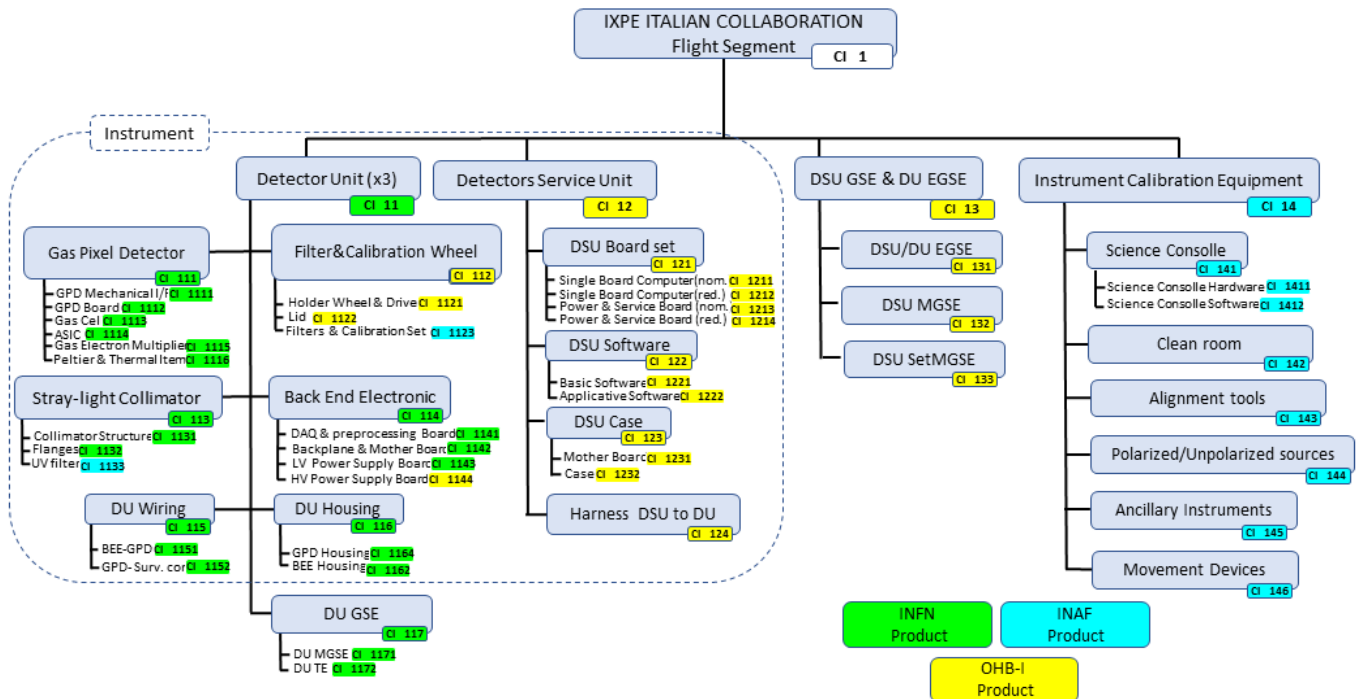 IXPE ITALIAN COLLABORATION
Flight Segment
CI 1
Instrument
Detector Unit (x3)
CI 11
Detectors Service Unit
CI 12
DSU GSE & DU EGSE
CI 13
Instrument Calibration Equipment
CI 14
Gas Pixel Detector
CI 111
GPD Mechanical I/F CI 1111
GPD Board CI 1112
Gas Cel CI 1113
ASIC CI 1114
Gas Electron Multiplier CI 1115
Peltier & Thermal Item CI 1116
Filter&Calibration Wheel
CI 112
Holder Wheel & Drive CI 1121
Lid CI 1122
Filters & Calibration Set CI 1123
Stray-light Collimator
CI 113
Collimator Structure CI 1131
Flanges CI 1132
UV filter CI 1133
Back End Electronic
CI 114
DAQ & preprocessing Board CI 1141
Backplane & Mother Board CI 1142
LV Power Supply Board CI 1143
HV Power Supply Board CI 1144
DU Wiring
CI 115
BEE-GPD CI 1151
GPD- Surv. con CI 1152
DU Housing
CI 116
GPD Housing CI 1164
BEE Housing CI 1162
DU GSE
CI 117
DU MGSE CI 1171
DU TE CI 1172
DSU Board set
CI 121
Single Board Computer(nom. CI 1211
Single Board Computer(red.) CI 1212
Power & Service Board (nom. CI 1213
Power & Service Board (red.) CI 1214
DSU Software
CI 122
Basic Software CI 1221
Applicative Software CI 1222
DSU Case
CI 123
Mother Board CI 1231
Case CI 1232
Harness DSU to DU
CI 124
DSU/DU EGSE
CI 131
DSU MGSE
CI 132
DSU SetMGSE
CI 133
Science Consolle
CI 141
Science Consolle Hardware CI 1411
Science Consolle Software CI 1412
Clean room
CI 142
Alignment tools
CI 143
Polarized/Unpolarized sources
CI 144
Ancillary Instruments
CI 145
Movement Devices
CI 146
INFN
Product
INAF
Product
OHB-I
Product